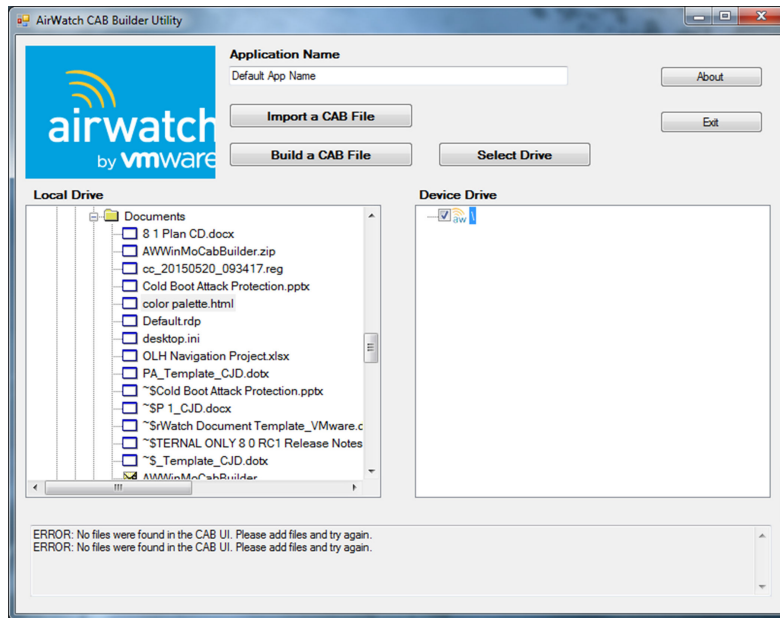 AirWatch CAB Builder Utility
airwatch
by vmware
Application Name
Default App Name
About
Import a CAB File
Exit
Build a CAB File
Select Drive
Local Drive
Device Drive
Documents
8 1 Plan CD.docx
AWWinMoCabBuilder.zip
cc_20150520_093417.reg
Cold Boot Attack Protection.pptx
color palette.html
Default.rdp
desktop.ini
OLH Navigation Project.xlsx
PA_Template_CJD.dotx
~$Cold Boot Attack Protection.pptx
~$P 1_CJD.docx
~$rWatch Document Template_VMware.c
~$TERNAL ONLY 8 0 RC1 Release Notes
~$_Template_CJD.dotx
AWWinMoCabBuilder
aw \
ERROR: No files were found in the CAB UI. Please add files and try again.
ERROR: No files were found in the CAB UI. Please add files and try again.